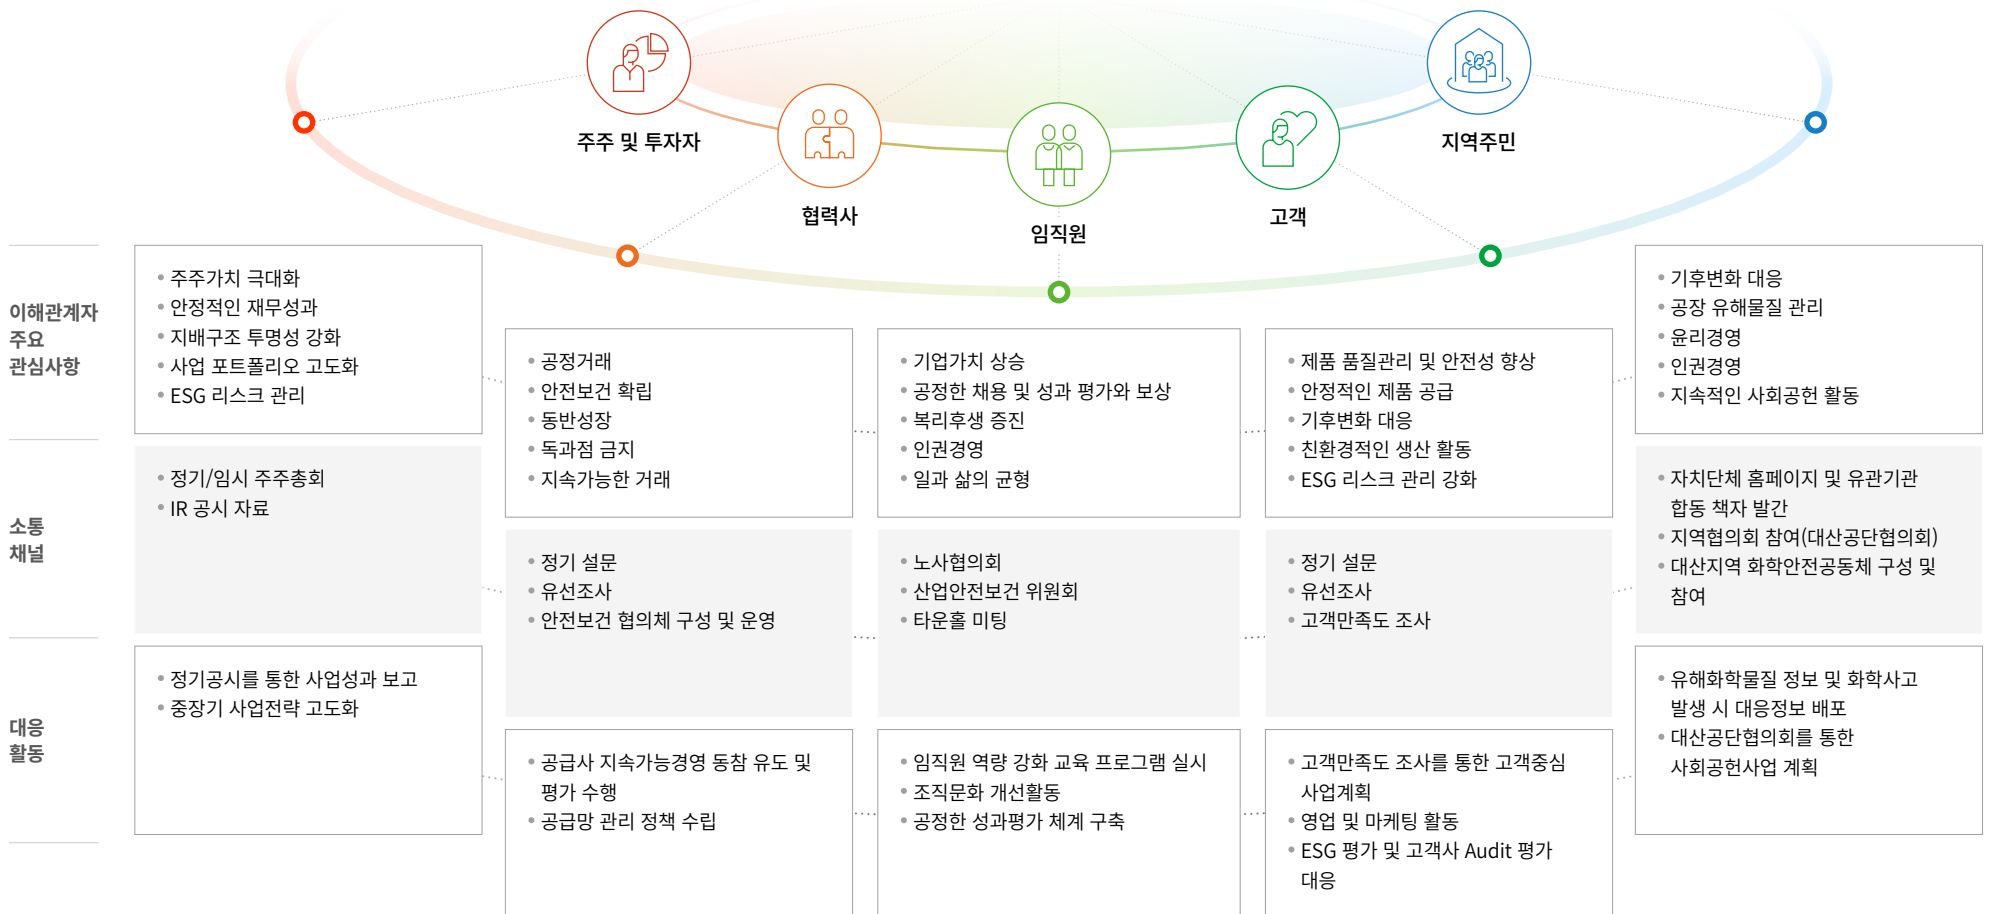 주주 및 투자자
협력사
임직원
고객
지역주민
이해관계자
주요
관심사항
• 주주가치 극대화
• 안정적인 재무성과
• 지배구조 투명성 강화
• 사업 포트폴리오 고도화
• ESG 리스크 관리
• 공정거래
• 안전보건 확립
• 동반성장
• 독과점 금지
• 지속가능한 거래
• 기업가치 상승
• 공정한 채용 및 성과 평가와 보상
• 복리후생 증진
• 인권경영
• 일과 삶의 균형
• 제품 품질관리 및 안전성 향상
• 안정적인 제품 공급
• 기후변화 대응
• 친환경적인 생산 활동
• ESG 리스크 관리 강화
• 기후변화 대응
• 공장 유해물질 관리
• 윤리경영
• 인권경영
• 지속적인 사회공헌 활동
소통
채널
• 정기/임시 주주총회
• IR 공시 자료
• 정기 설문
• 유선조사
• 안전보건 협의체 구성 및 운영
• 노사협의회
• 산업안전보건 위원회
• 타운홀 미팅
• 정기 설문
• 유선조사
• 고객만족도 조사
• 자치단체 홈페이지 및 유관기관
합동 책자 발간
• 지역협의회 참여(대산공단협의회)
• 대산지역 화학안전공동체 구성 및
참여
대응
활동
• 정기공시를 통한 사업성과 보고
• 중장기 사업전략 고도화
• 공급사 지속가능경영 동참 유도 및
평가 수행
• 공급망 관리 정책 수립
• 임직원 역량 강화 교육 프로그램 실시
• 조직문화 개선활동
• 공정한 성과평가 체계 구축
• 고객만족도 조사를 통한 고객중심
사업계획
• 영업 및 마케팅 활동
• ESG 평가 및 고객사 Audit 평가
대응
• 유해화학물질 정보 및 화학사고
발생 시 대응정보 배포
• 대산공단협의회를 통한
사회공헌사업 계획